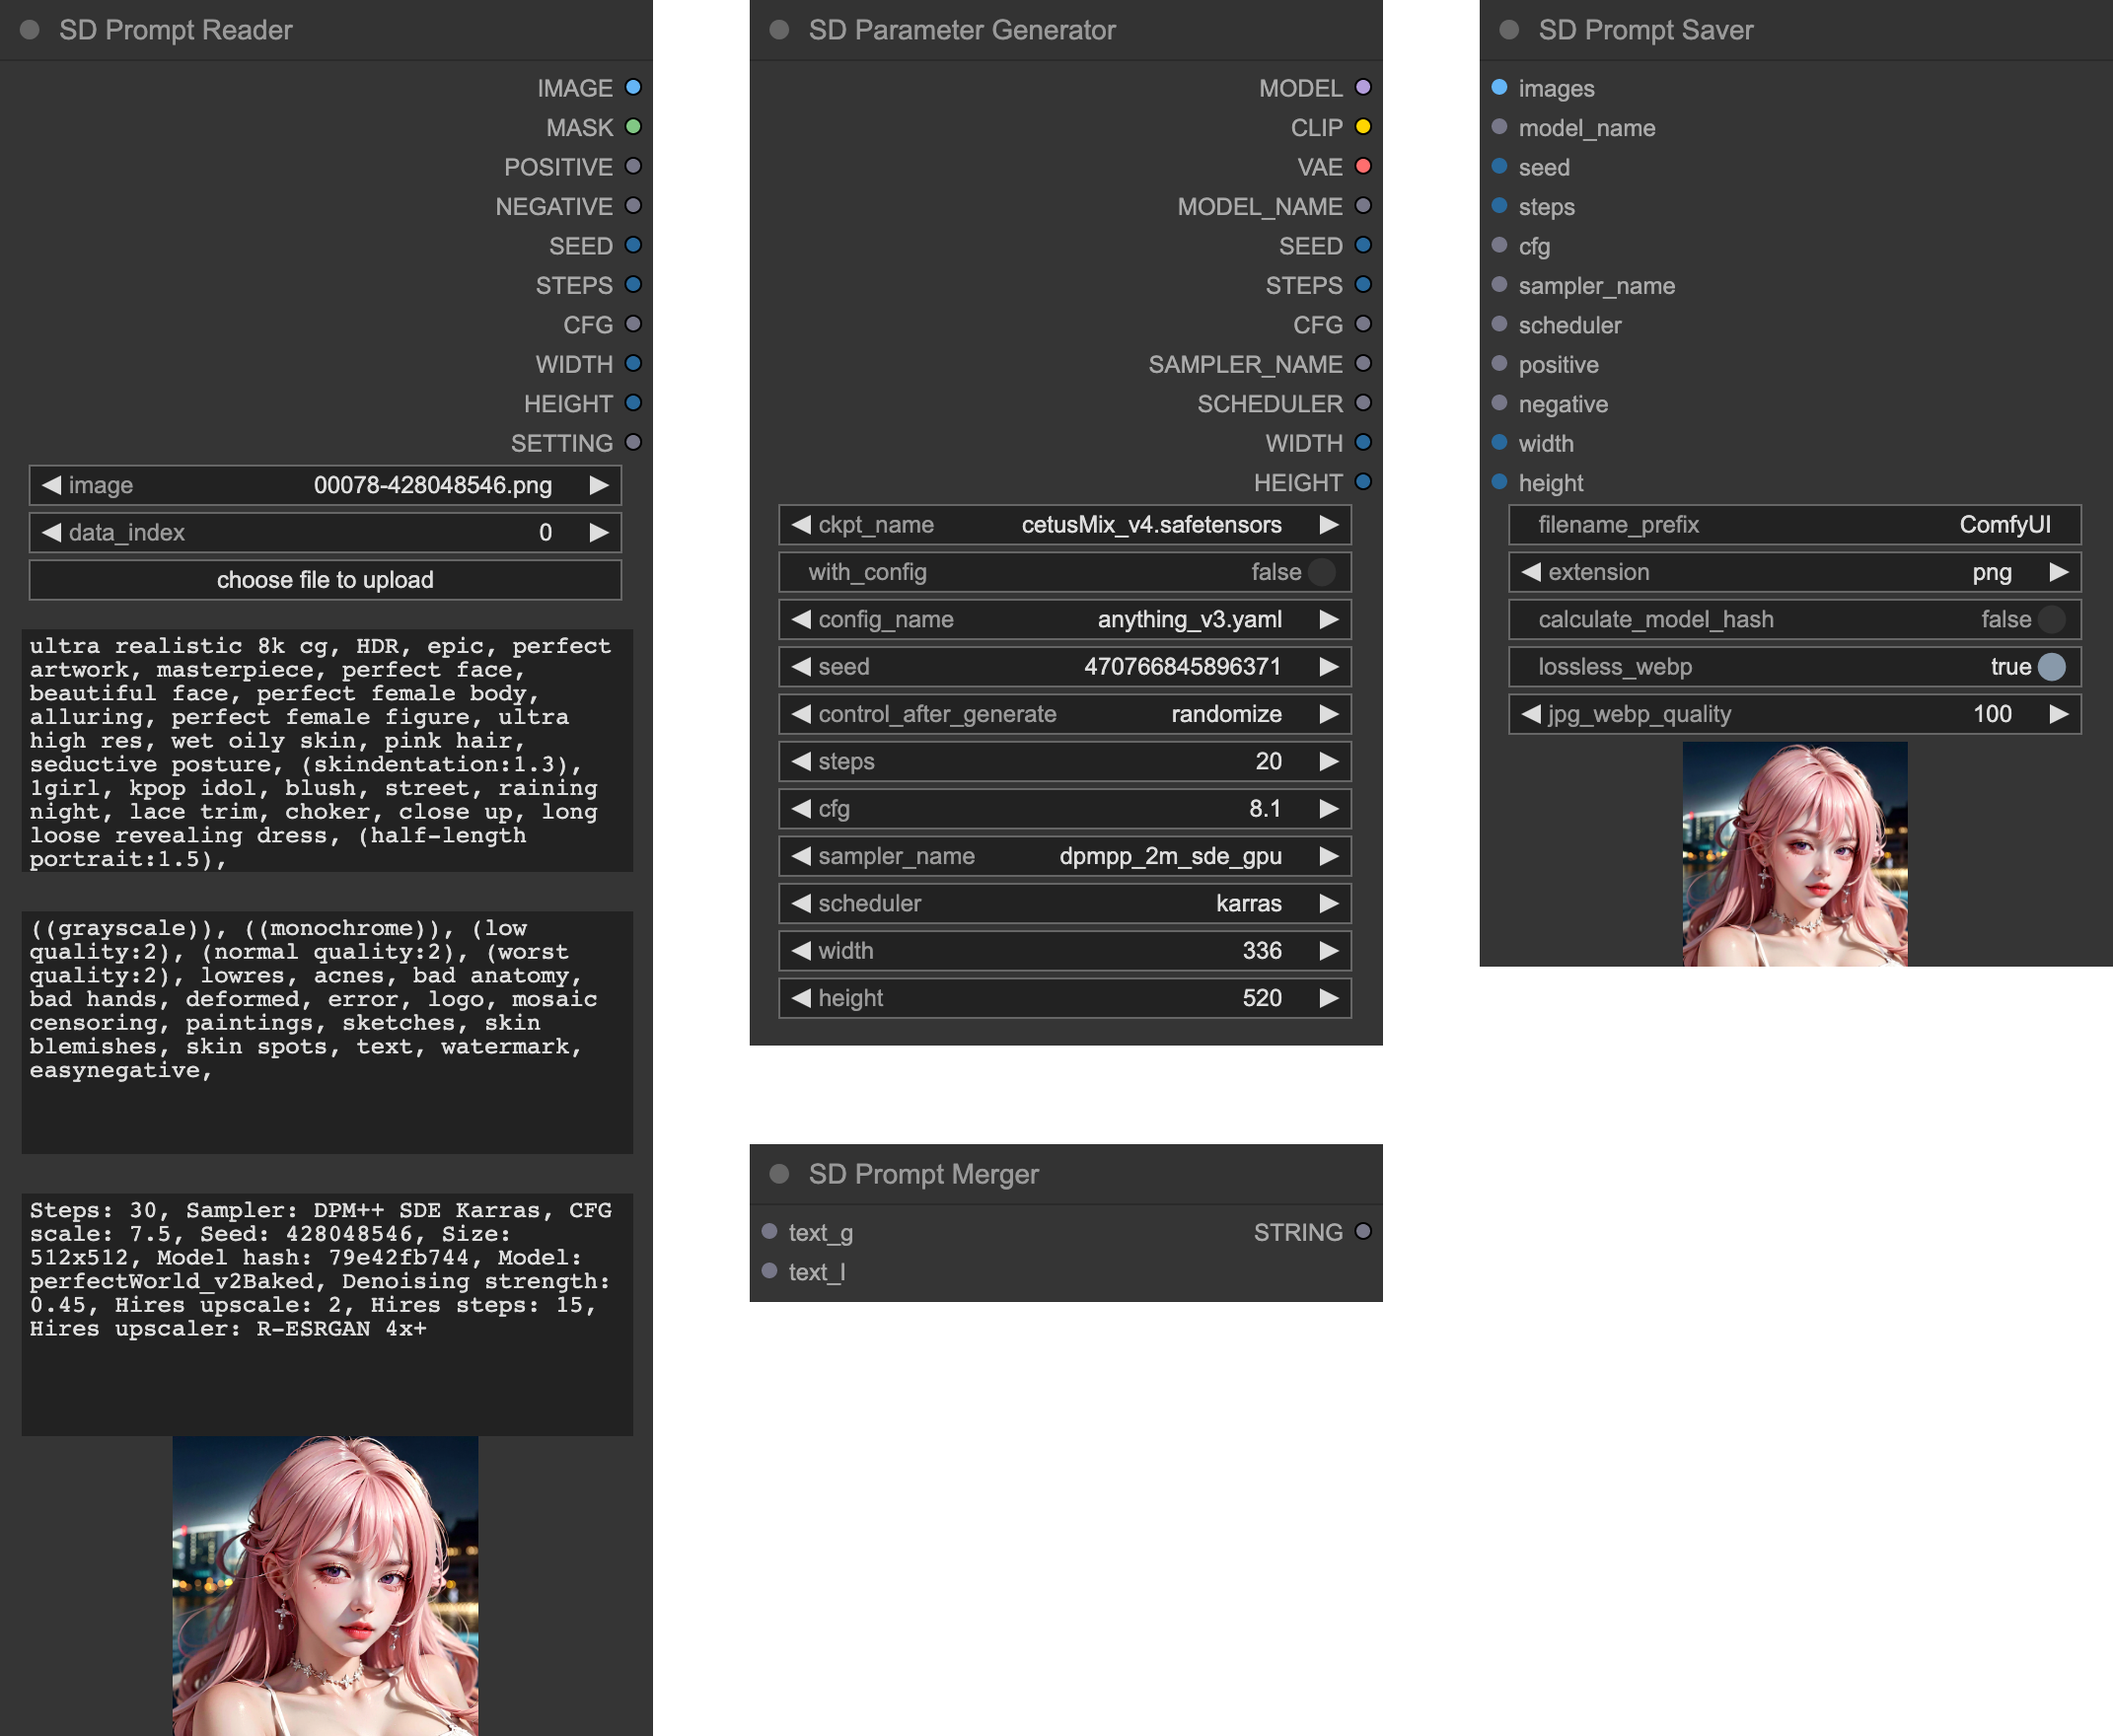 SD Prompt Reader
IMAGE
MASK
POSITIVE
NEGATIVE
SEED
STEPS
CFG
WIDTH
HEIGHT
SETTING
image 00078-428048546.png
data_index 0
choose file to upload
ultra realistic 8k cg, HDR, epic, perfect
artwork, masterpiece, perfect face,
beautiful face, perfect female body,
alluring, perfect female figure, ultra
high res, wet oily skin, pink hair,
seductive posture, (skindentation:1.3),
1girl, kpop idol, blush, street, raining
night, lace trim, choker, close up, long
loose revealing dress, (half-length
portrait:1.5),
((grayscale)), ((monochrome)), (low
quality:2), (normal quality:2), (worst
quality:2), lowres, acnes, bad anatomy,
bad hands, deformed, error, logo, mosaic
censoring, paintings, sketches, skin
blemishes, skin spots, text, watermark,
easynegative,
Steps: 30, Sampler: DPM++ SDE Karras, CFG
scale: 7.5, Seed: 428048546, Size:
512x512, Model hash: 79e42fb744, Model:
perfectWorld_v2Baked, Denoising strength:
0.45, Hires upscale: 2, Hires steps: 15,
Hires upscaler: R-ESRGAN 4x+
SD Parameter Generator
MODEL
CLIP
VAE
MODEL_NAME
SEED
STEPS
CFG
SAMPLER_NAME
SCHEDULER
WIDTH
HEIGHT
ckpt_name cetusMix_v4.safetensors
with_config false
config_name anything_v3.yaml
seed 470766845896371
control_after_generate randomize
steps 20
cfg 8.1
sampler_name dpmpp_2m_sde_gpu
scheduler karras
width 336
height 520
SD Prompt Merger
text_g STRING
text_l
SD Prompt Saver
images
model_name
seed
steps
cfg
sampler_name
scheduler
positive
negative
width
height
filename_prefix ComfyUI
extension png
calculate_model_hash false
lossless_webp true
jpg_webp_quality 100